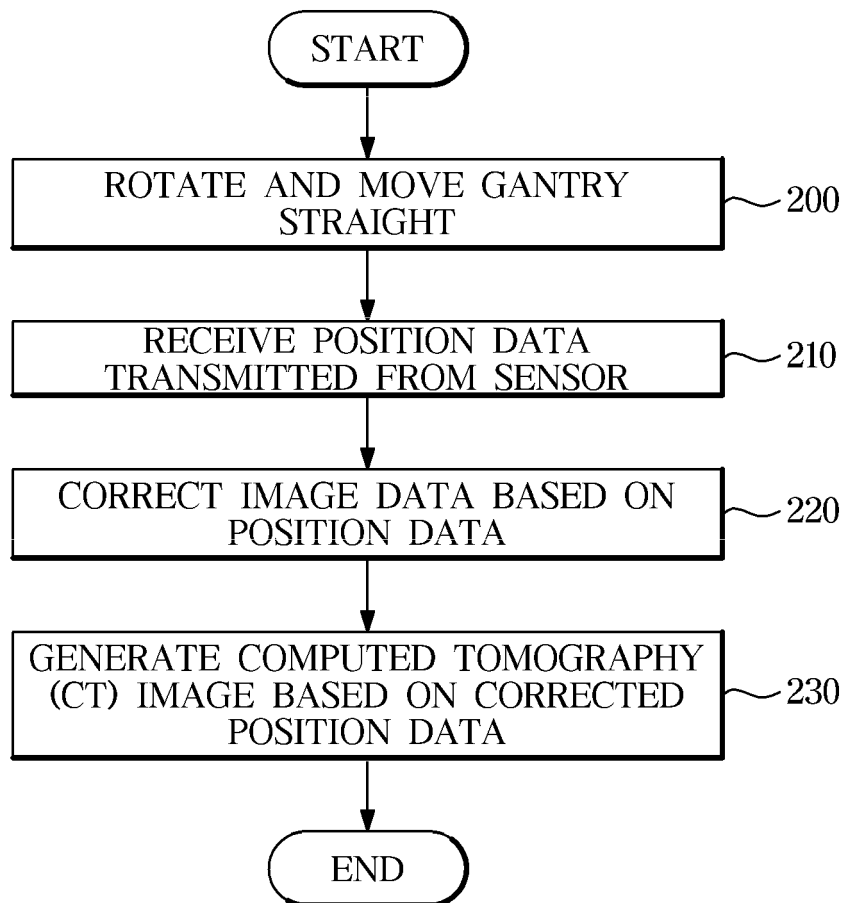 START
ROTATE AND MOVE GANTRY
STRAIGHT
200
RECEIVE POSITION DATA
TRANSMITTED FROM SENSOR
210
CORRECT IMAGE DATA BASED ON
POSITION DATA
220
GENERATE COMPUTED TOMOGRAPHY
(CT) IMAGE BASED ON CORRECTED
POSITION DATA
230
END